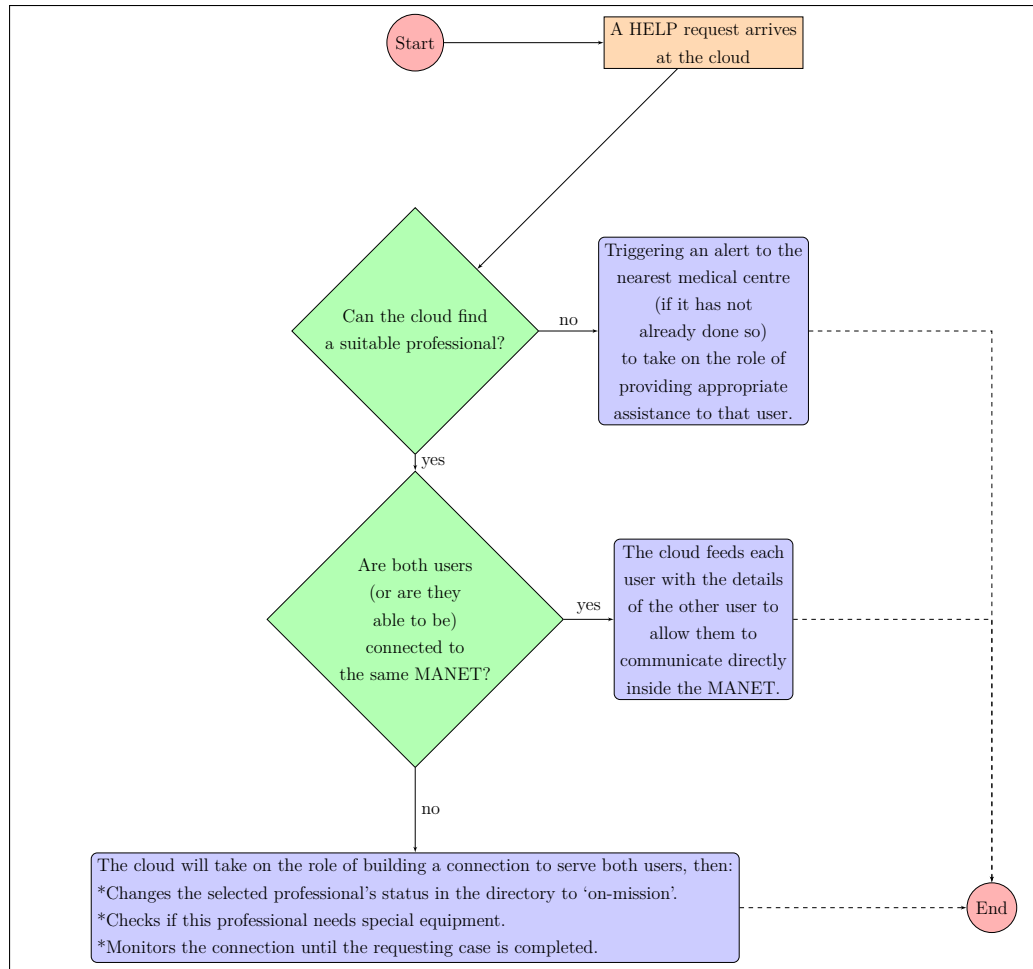 Start
A HELP request arrives
at the cloud
Can the cloud find
a suitable professional?
no
Triggering an alert to the
nearest medical centre
(if it has not
already done so)
to take on the role of
providing appropriate
assistance to that user.
yes
Are both users
(or are they
able to be)
connected to
the same MANET?
yes
The cloud feeds each
user with the details
of the other user to
allow them to
communicate directly
inside the MANET.
no
The cloud will take on the role of building a connection to serve both users, then:
*Changes the selected professional's status in the directory to ‘on-mission’.
*Checks if this professional needs special equipment.
*Monitors the connection until the requesting case is completed.
End